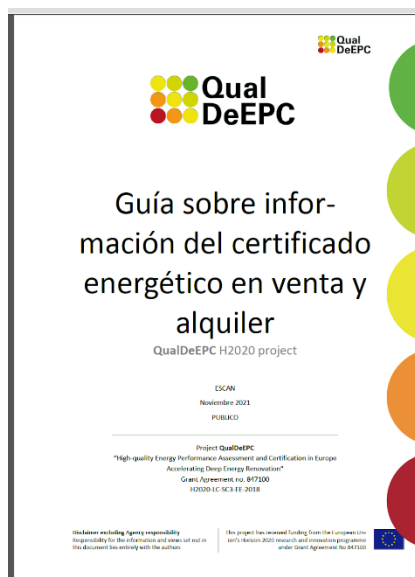 Qual
DeEPC
Qual
DeEPC
Guía sobre infor-
mación del certificado
energético en venta y
alquiler
QualDeEPC H2020 project
ESCAN
Noviembre 2021
PUBLICO
Project QualDeEPC
"High-quality Energy Performance Assessment and Certification in Europe
Accelerating Deep Energy Renovation"
Grant Agreement no. 847100
H2020-LC-SC3-EE-2018
Disclaimer excluding Agency responsibility
Responsibility for the information and views set out in
this document lies entirely with the authors
This project has received funding from the European Un-
ion's Horizon 2020 research and innovation programme
under Grant Agreement No 847100